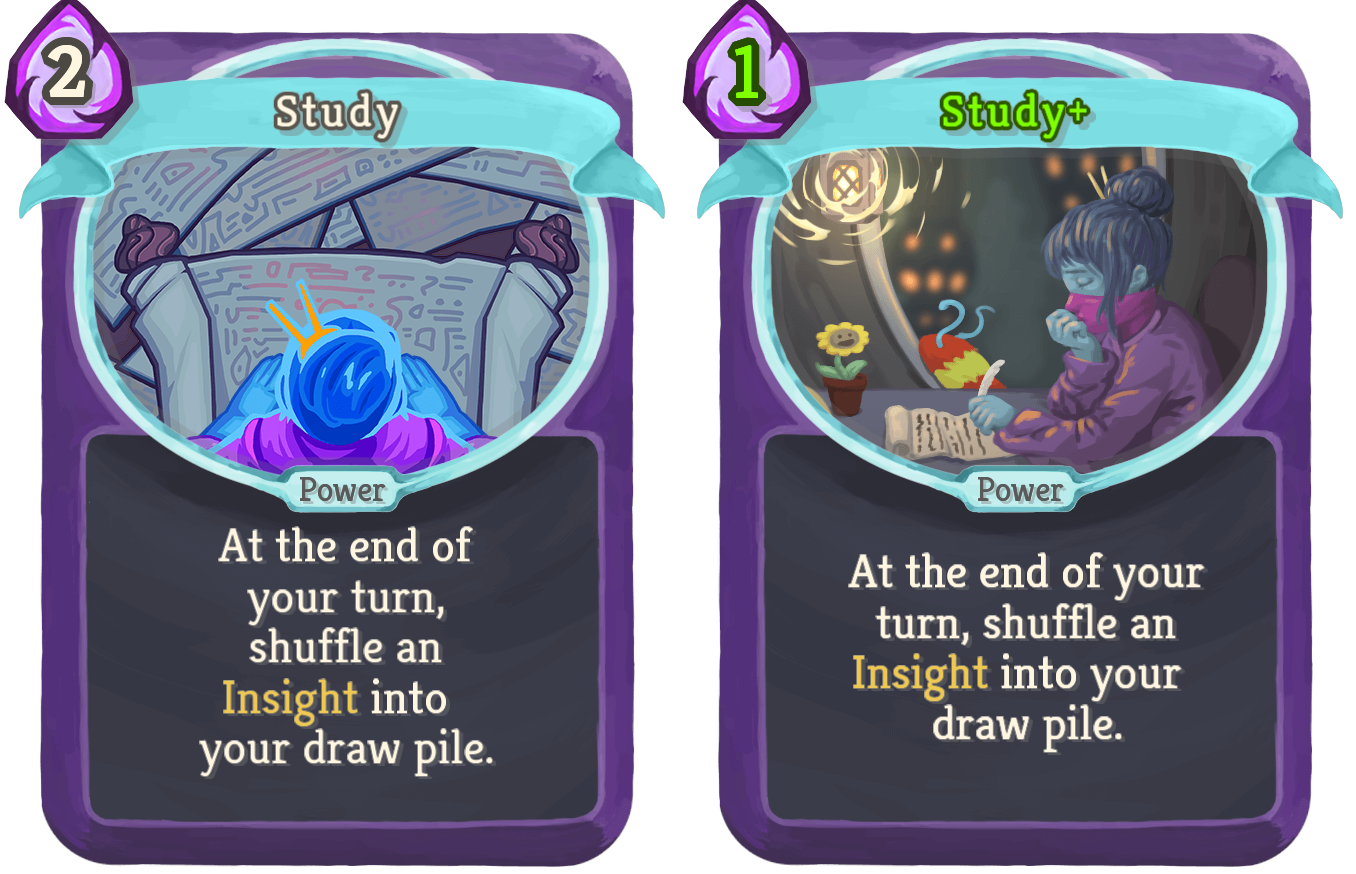 2
Study
Power
At the end of
your turn,
shuffle an
Insight into
your draw pile.
1
Study+
Power
At the end of your
turn, shuffle an
Insight into your
draw pile.